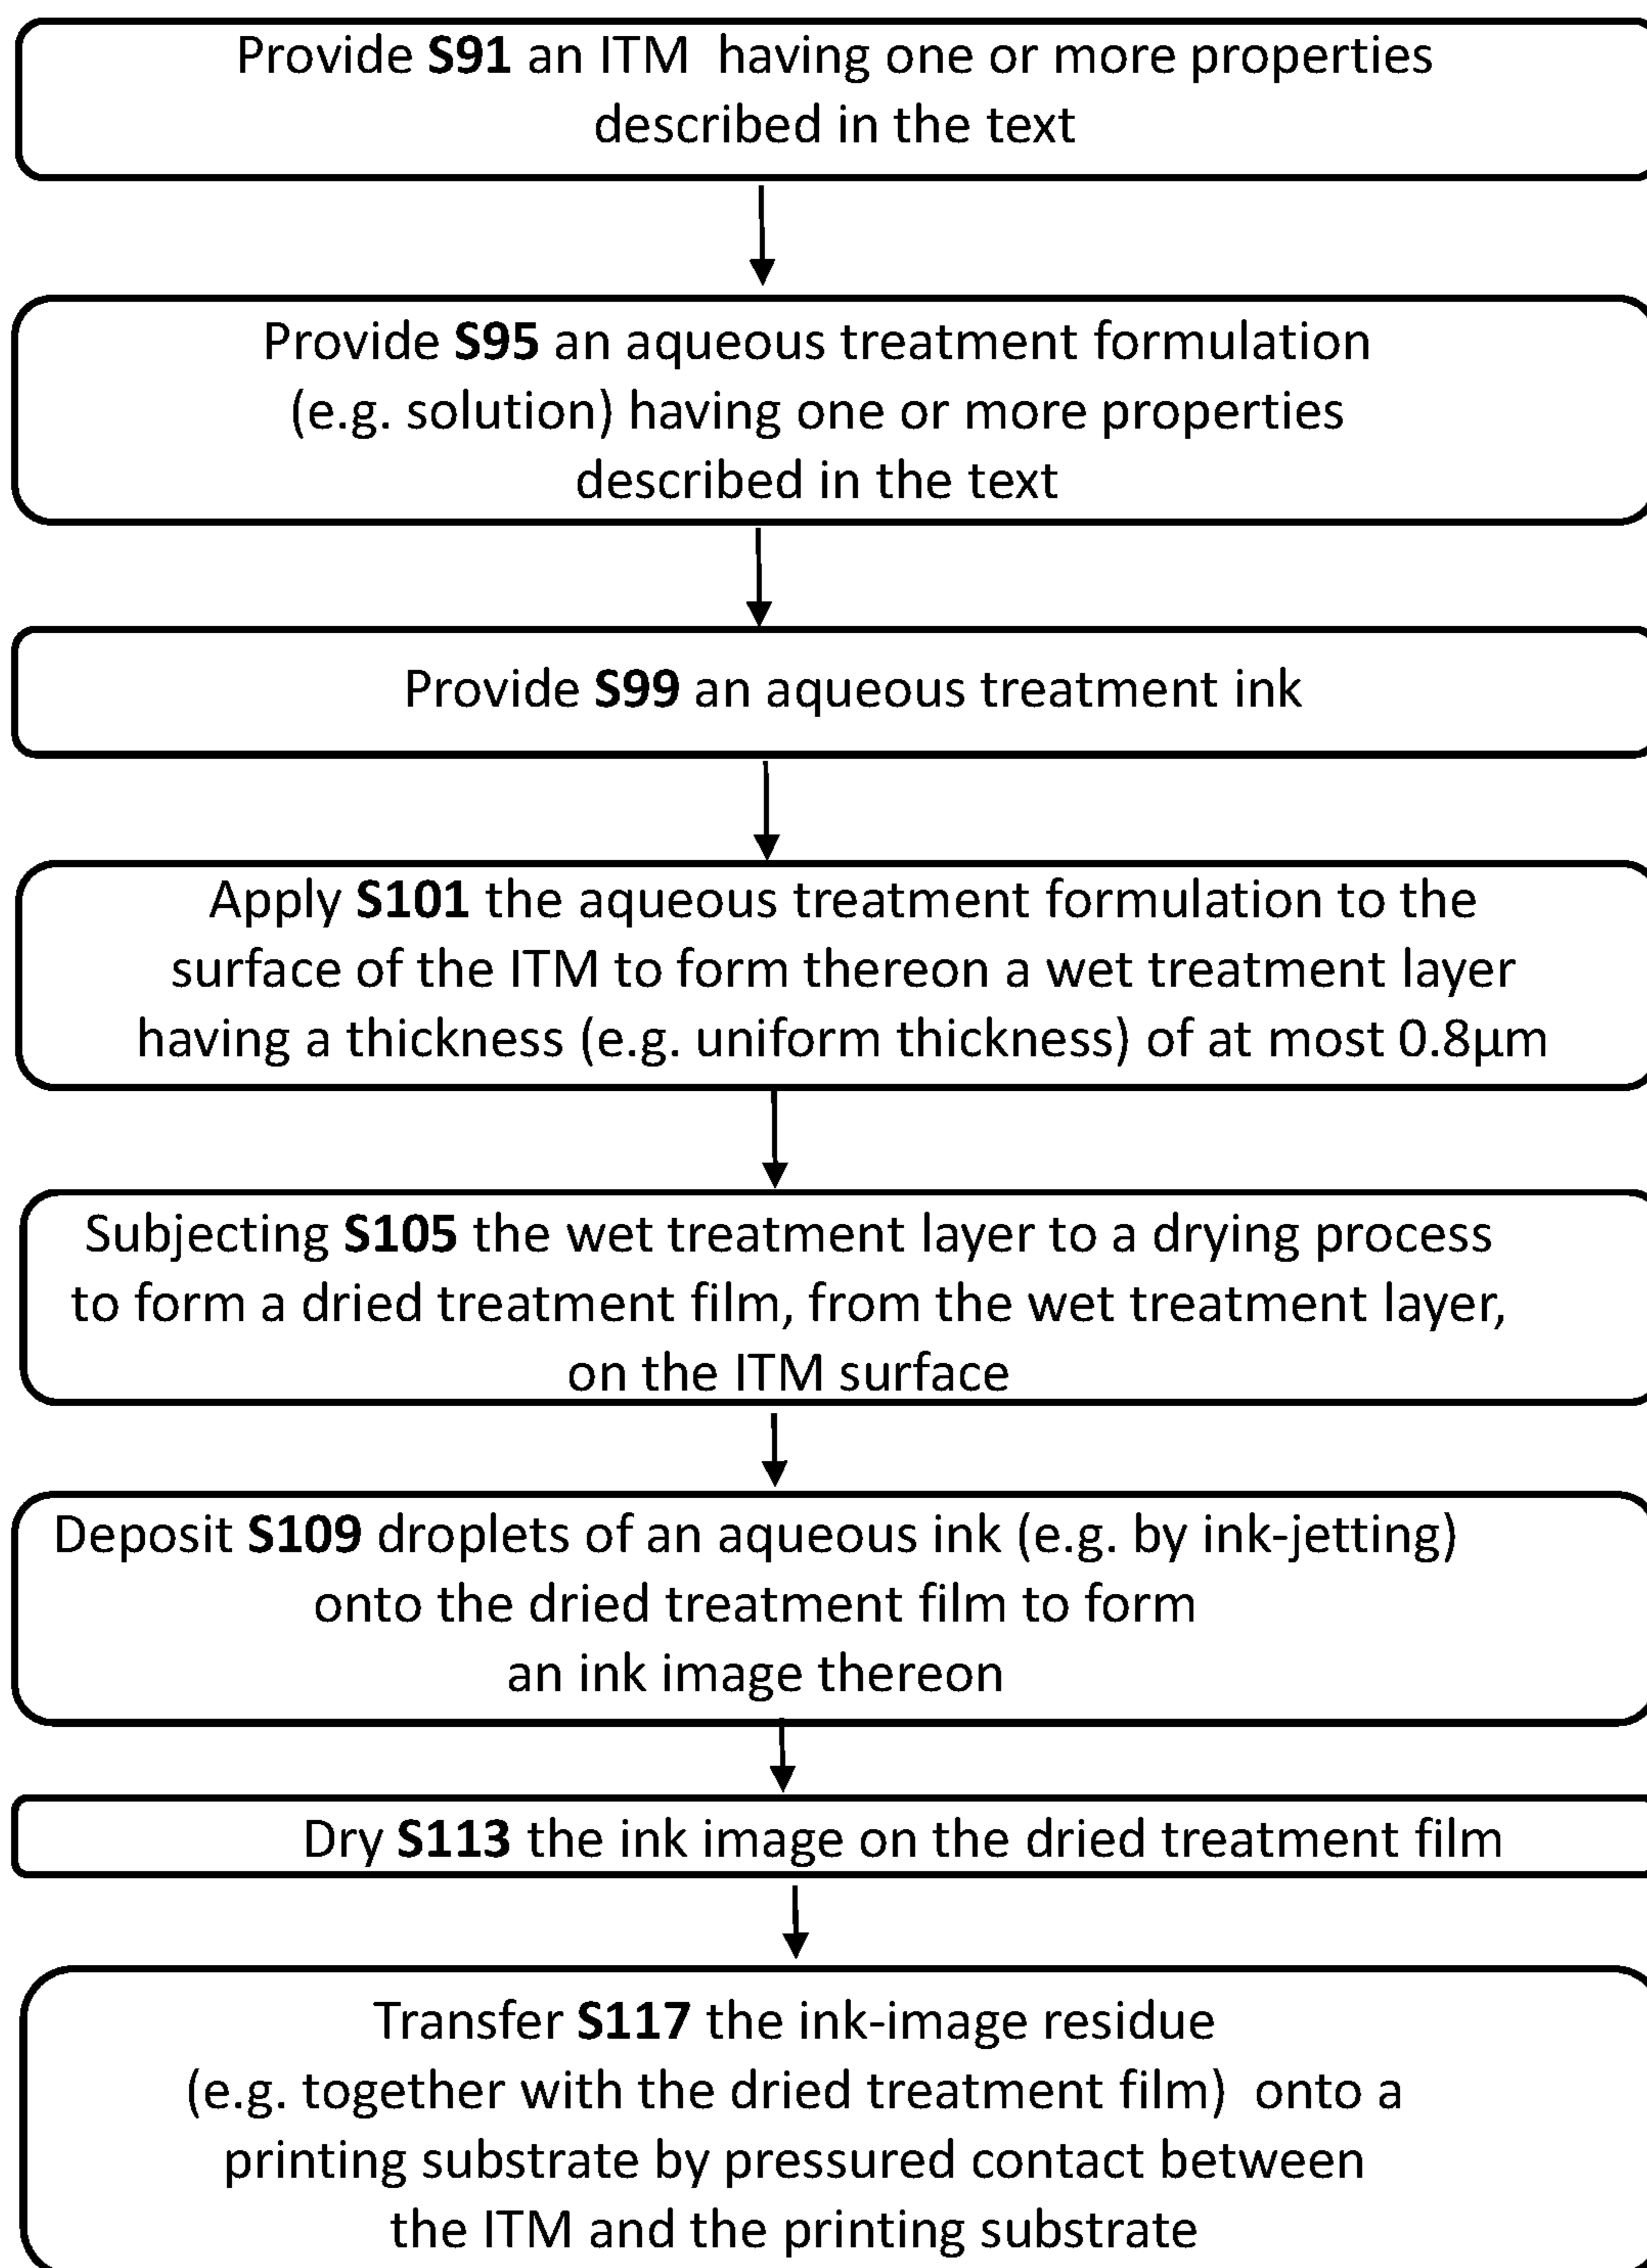 Provide S91 an ITM having one or more properties
described in the text
Provide S95 an aqueous treatment formulation
(e.g. solution) having one or more properties
described in the text
Provide S99 an aqueous treatment ink
Apply S101 the aqueous treatment formulation to the
surface of the ITM to form thereon a wet treatment layer
having a thickness (e.g. uniform thickness) of at most 0.8µm
Subjecting S105 the wet treatment layer to a drying process
to form a dried treatment film, from the wet treatment layer,
on the ITM surface
Deposit S109 droplets of an aqueous ink (e.g. by ink-jetting)
onto the dried treatment film to form
an ink image thereon
Dry S113 the ink image on the dried treatment film
Transfer S117 the ink-image residue
(e.g. together with the dried treatment film) onto a
printing substrate by pressured contact between
the ITM and the printing substrate